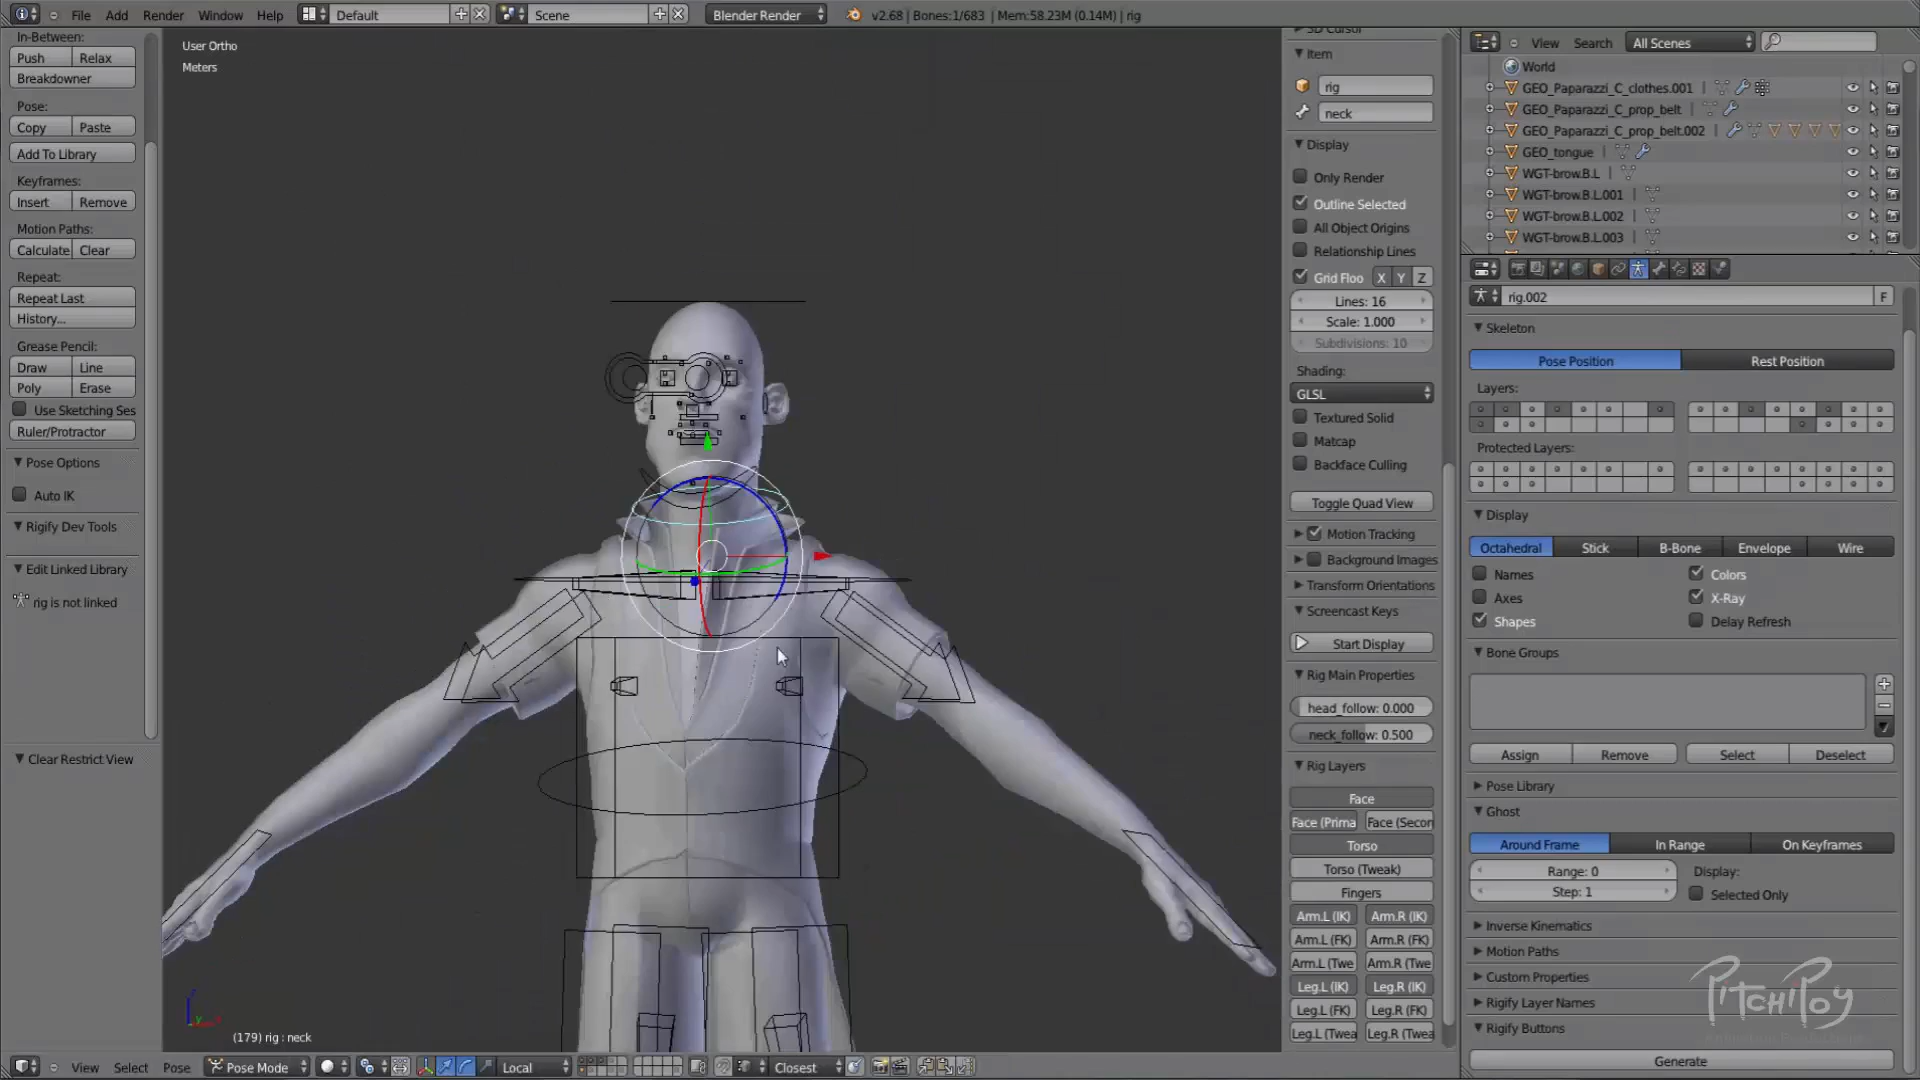 File Add Render Window Help Default Scene Blender Render v2.68 | Bones:1/683 | Mem:58.23M (0.14M) | rig
In-Between:
Push Relax
Breakdowner
Pose:
Copy Paste
Add To Library
Keyframes:
Insert Remove
Motion Paths:
Calculate Clear
Repeat:
Repeat Last
History...
Grease Pencil:
Draw Line
Poly Erase
Use Sketching Ses
Ruler/Protractor
Pose Options
Auto IK
Rigify Dev Tools
Edit Linked Library
rig is not linked
Clear Restrict View
User Ortho
Meters
(179) rig : neck
View Select Pose Pose Mode Local Closest
3D Cursor
Item
rig
neck
Display
Only Render
Outline Selected
All Object Origins
Relationship Lines
Grid Floo X Y Z
Lines: 16
Scale: 1.000
Subdivisions: 10
Shading:
GLSL
Textured Solid
Matcap
Backface Culling
Toggle Quad View
Motion Tracking
Background Images
Transform Orientations
Screencast Keys
Start Display
Rig Main Properties
head_follow: 0.000
neck_follow: 0.500
Rig Layers
Face
Face (Prima Face (Secon
Torso
Torso (Tweak)
Fingers
Arm.L (IK) Arm.R (IK)
Arm.L (FK) Arm.R (FK)
Arm.L (Twe Arm.R (Twe
Leg.L (IK) Leg.R (IK)
Leg.L (FK) Leg.R (FK)
Leg.L (Twea Leg.R (Twea
View Search All Scenes
World
GEO_Paparazzi_C_clothes.001
GEO_Paparazzi_C_prop_belt
GEO_Paparazzi_C_prop_belt.002
GEO_tongue
WGT-brow.B.L
WGT-brow.B.L.001
WGT-brow.B.L.002
WGT-brow.B.L.003
rig.002 F
Skeleton
Pose Position Rest Position
Layers:
Protected Layers:
Display
Octahedral Stick B-Bone Envelope Wire
Names Colors
Axes X-Ray
Shapes Delay Refresh
Bone Groups
Assign Remove Select Deselect
Pose Library
Ghost
Around Frame In Range On Keyframes
Range: 0 Display:
Step: 1 Selected Only
Inverse Kinematics
Motion Paths
Custom Properties
Rigify Layer Names
Rigify Buttons
Generate
PitchiPoy